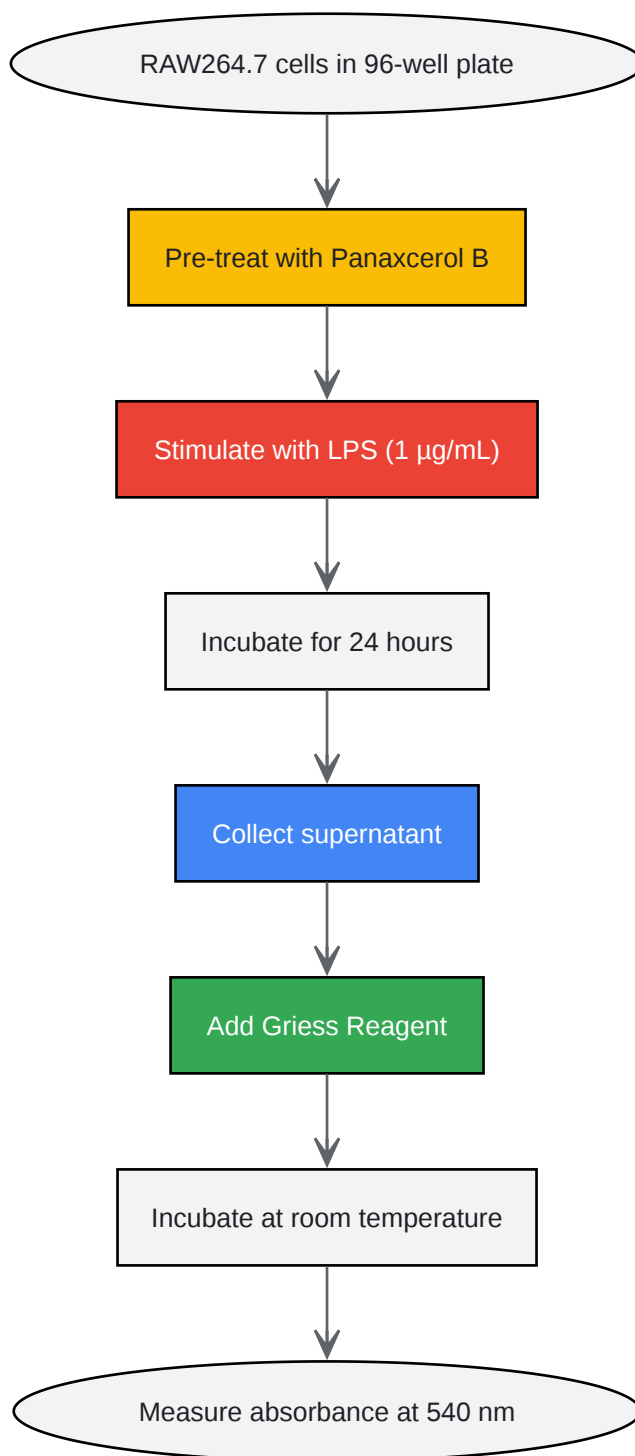 RAW264.7 cells in 96-well plate
Pre-treat with Panaxcerol B
Stimulate with LPS (1 µg/mL)
Incubate for 24 hours
Collect supernatant
Add Griess Reagent
Incubate at room temperature
Measure absorbance at 540 nm